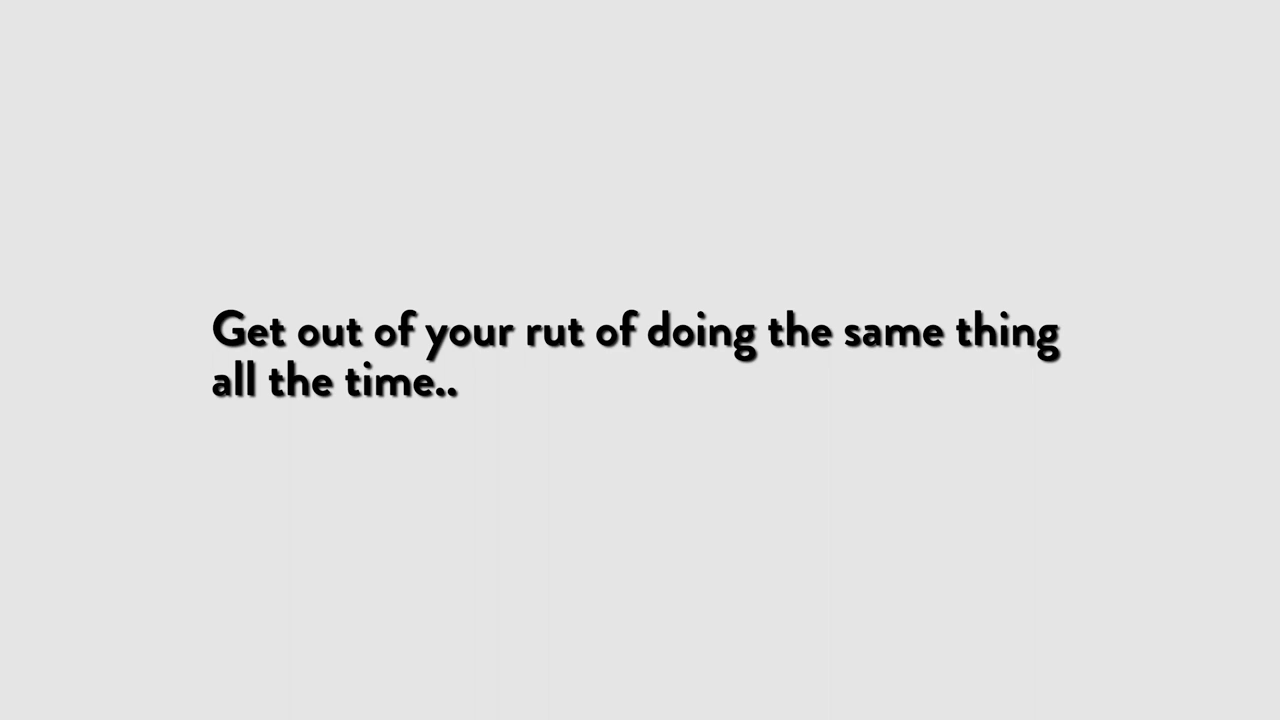 Get out of your rut of doing the same thing
all the time..